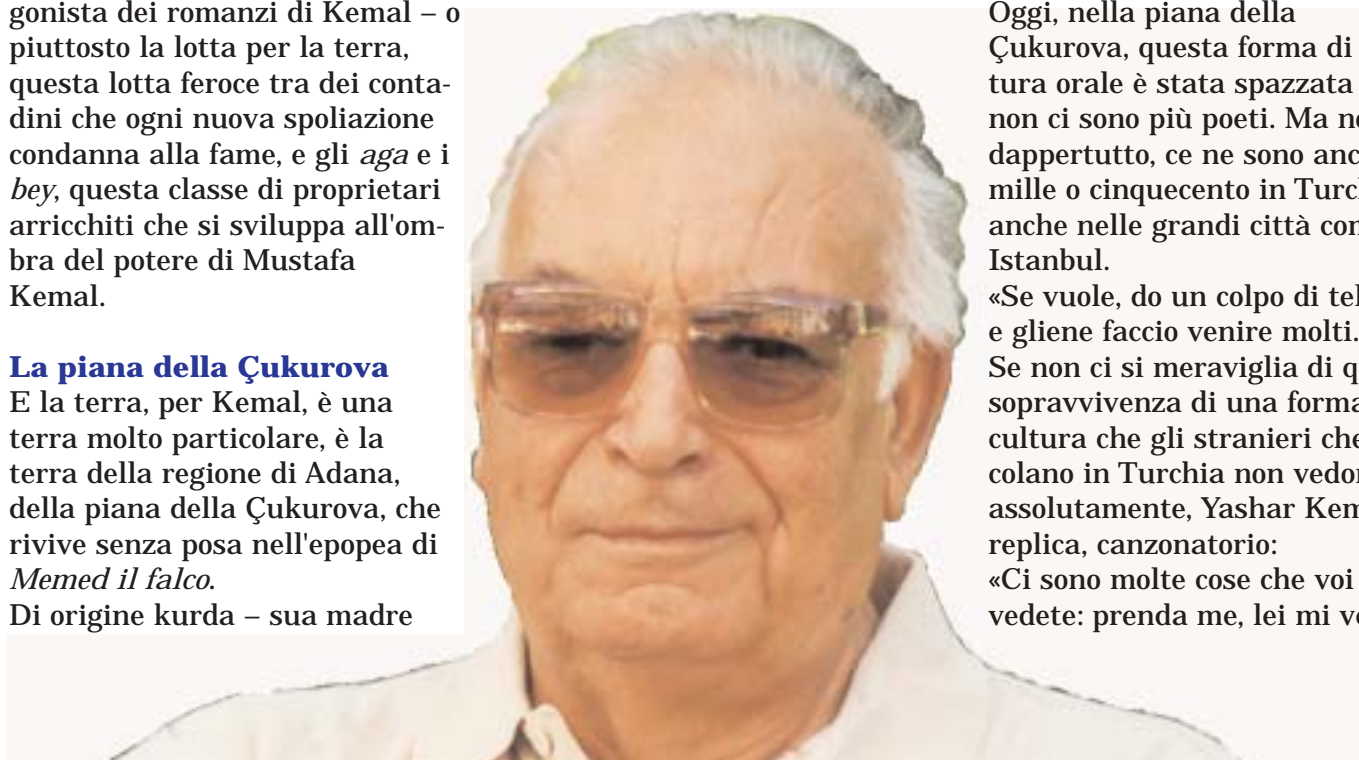 gonista dei romanzi di Kemal – o
piuttosto la lotta per la terra,
questa lotta feroce tra dei conta-
dini che ogni nuova spoliazione
condanna alla fame, e gli aga e i
bey, questa classe di proprietari
arricchiti che si sviluppa all'om-
bra del potere di Mustafa
Kemal.
La piana della Çukurova
E la terra, per Kemal, è una
terra molto particolare, è la
terra della regione di Adana,
della piana della Çukurova, che
rivive senza posa nell'epopea di
Memed il falco.
Di origine kurda – sua madre
Oggi, nella piana della
Çukurova, questa forma di
tura orale è stata spazzata
non ci sono più poeti. Ma
dappertutto, ce ne sono
mille o cinquecento in
anche nelle grandi città
Istanbul.
«Se vuole, do un colpo di
e gliene faccio venire molti.
Se non ci si meraviglia di
sopravvivenza di una
cultura che gli stranieri
colano in Turchia non
assolutamente, Yashar
replica, canzonatorio:
«Ci sono molte cose che voi
vedete: prenda me, lei mi